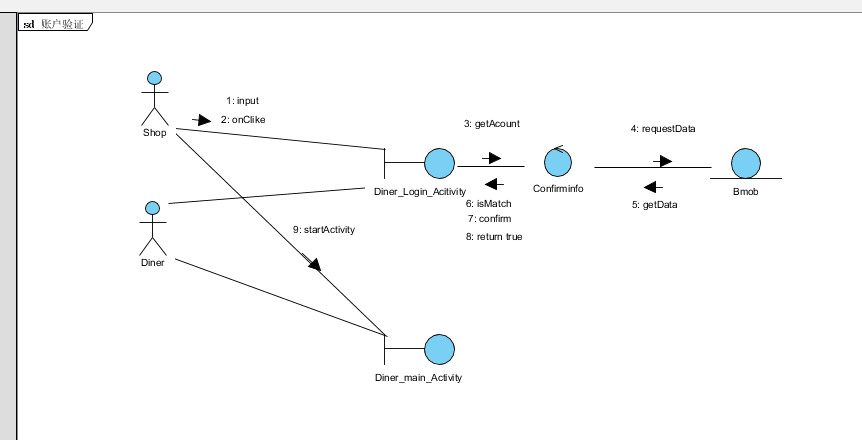 sd 账户验证
1: input
2: onClike
Shop
3: getAcount
4: requestData
Diner_Login_Acitivity
Confirminfo
Bmob
6: isMatch
5: getData
7: confirm
8: return true
9: startActivity
Diner
Diner_main_Activity